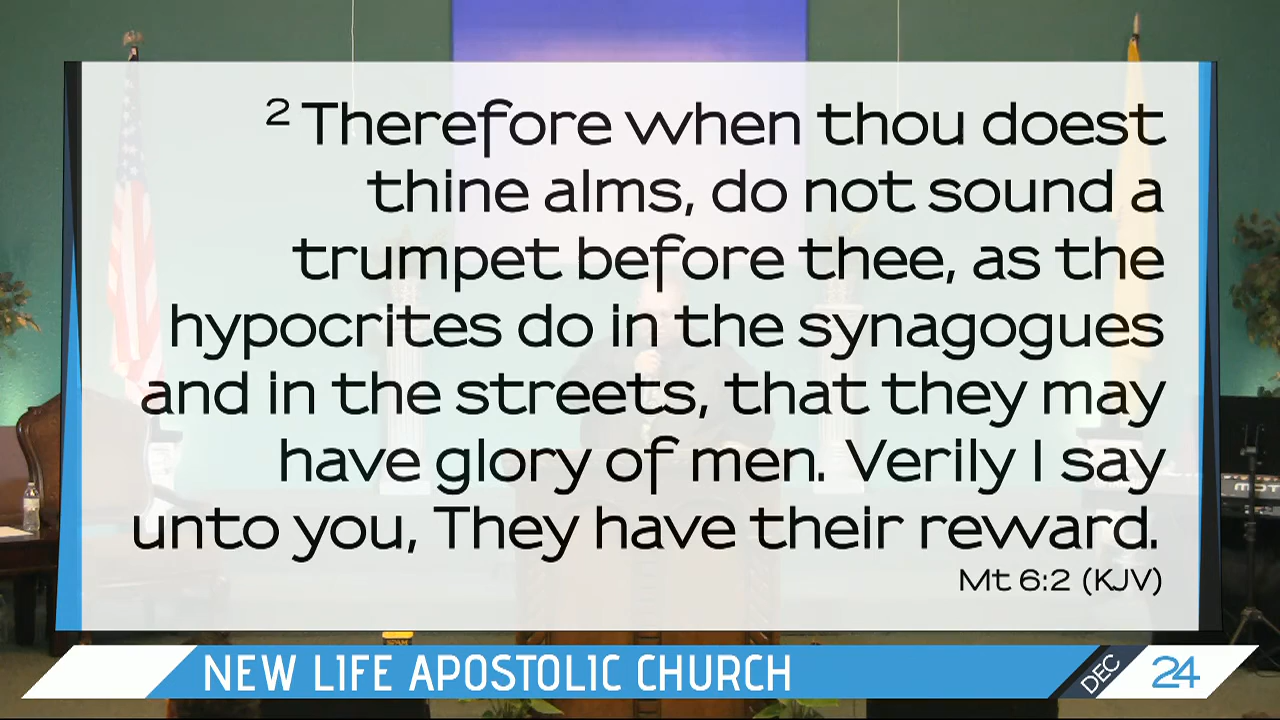 2 Therefore when thou doest
thine alms, do not sound a
trumpet before thee, as the
hypocrites do in the synagogues
and in the streets, that they may
have glory of men. Verily I say
unto you, They have their reward.
Mt 6:2 (KJV)
NEW LIFE APOSTOLIC CHURCH
DEC 24